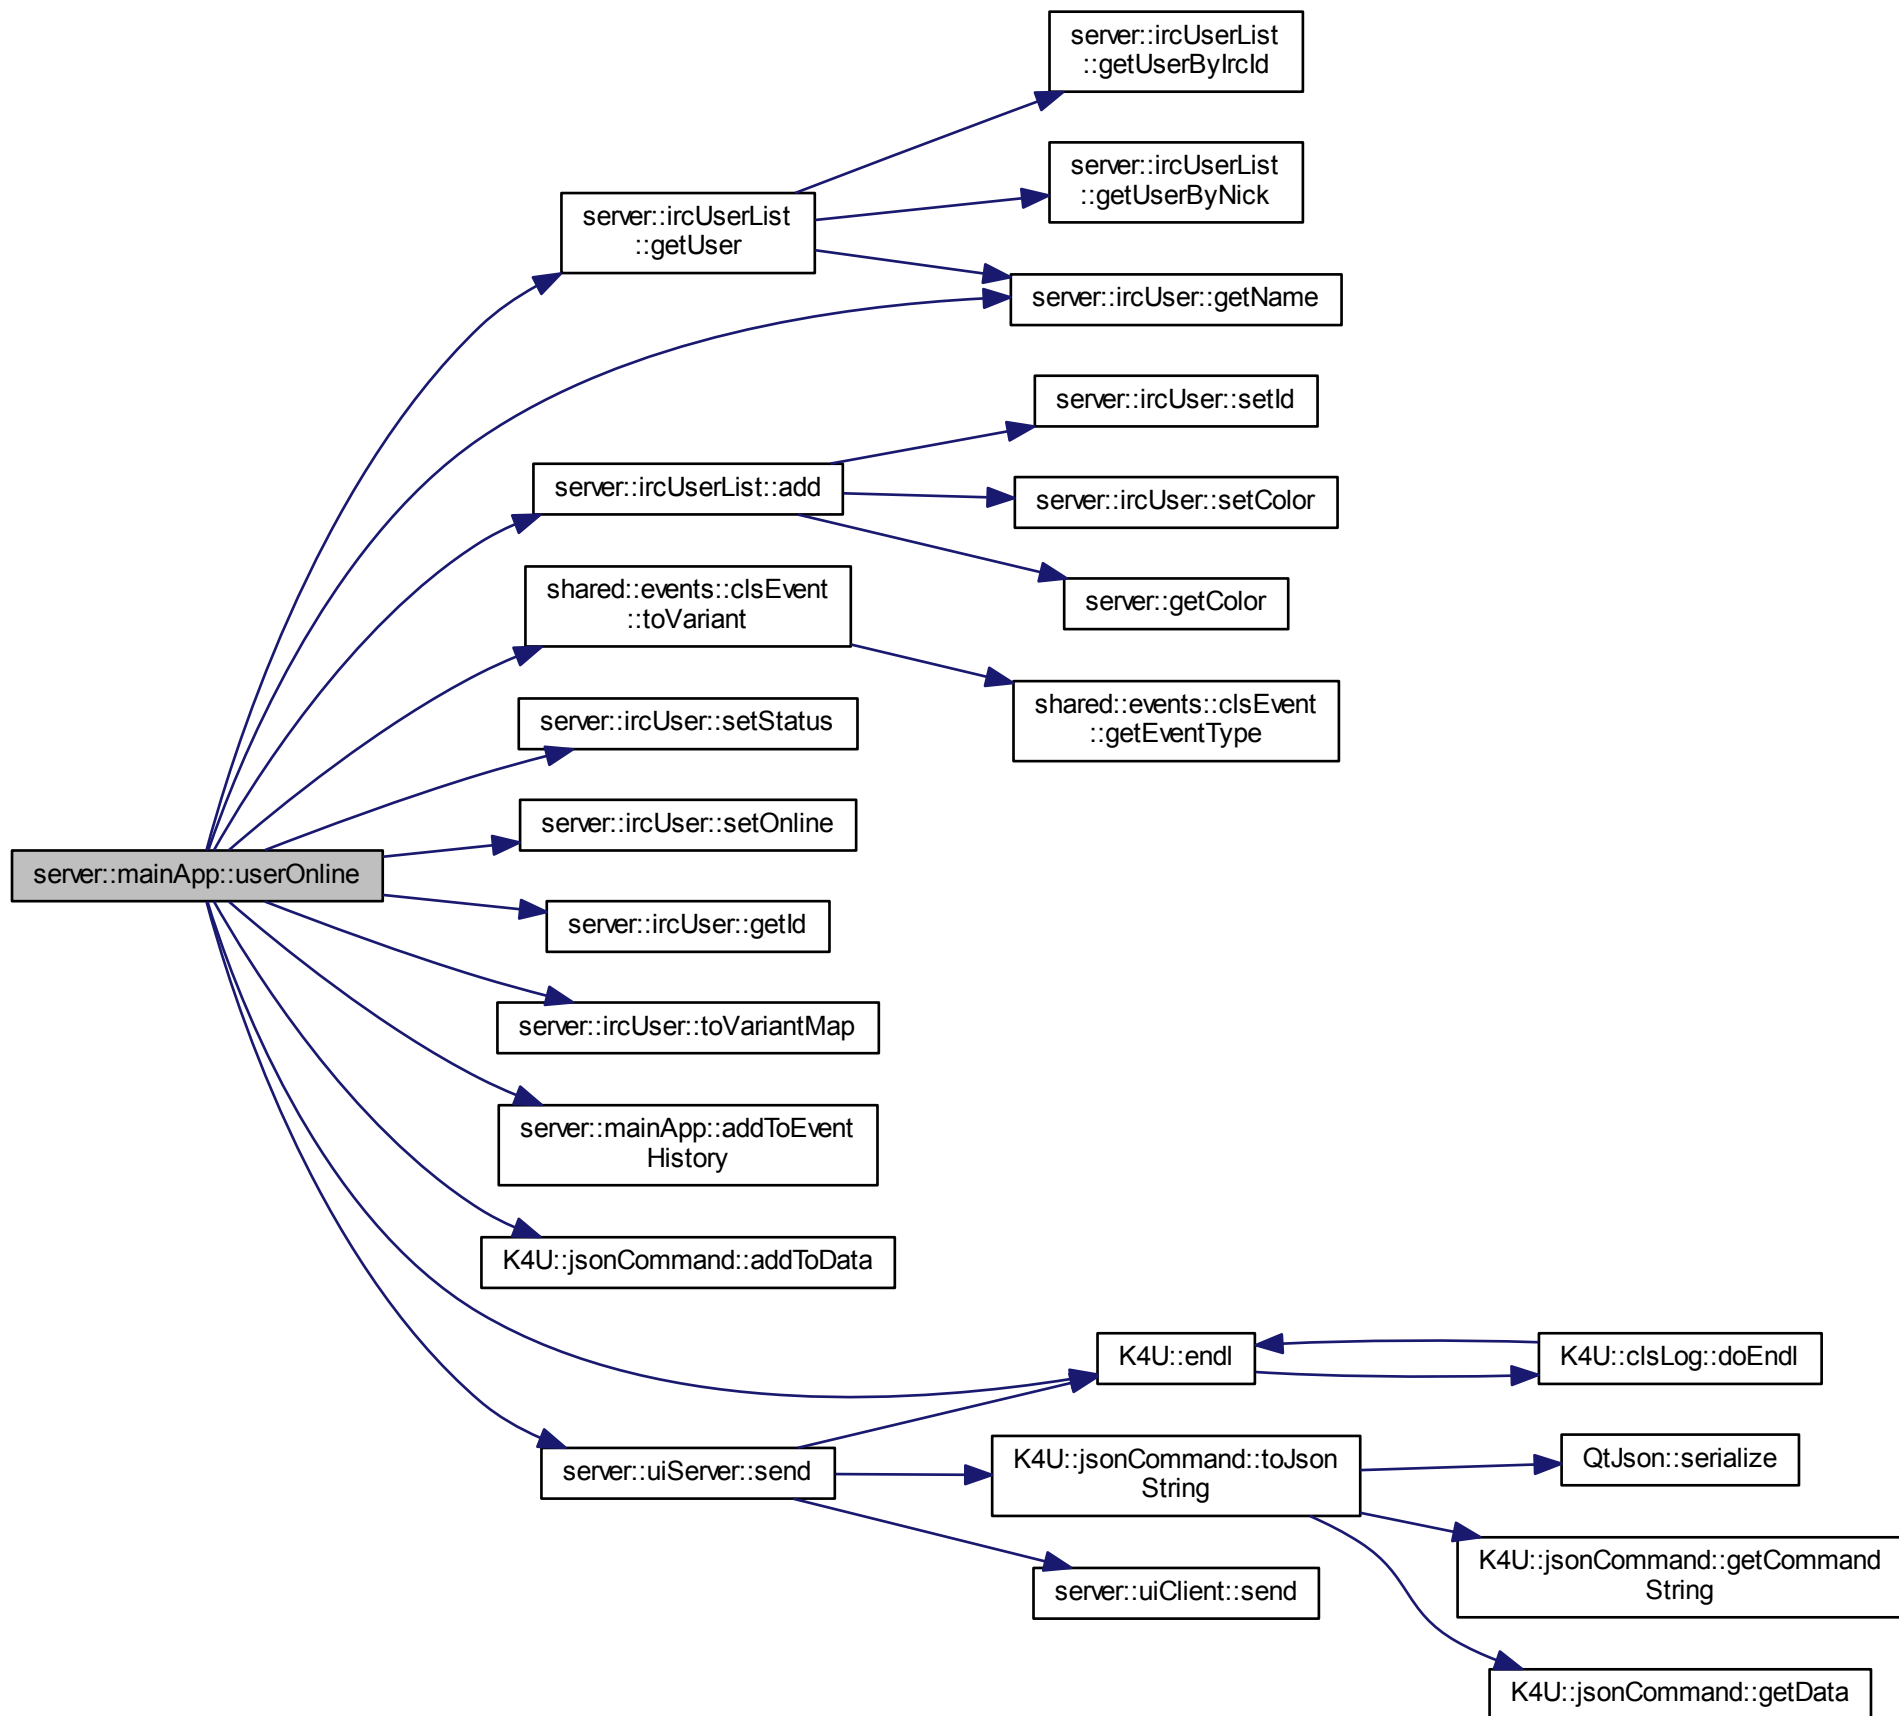 server::ircUserList
::getUserByIrcId
server::ircUserList
::getUserByNick
server::ircUserList
::getUser
server::ircUser::getName
server::ircUser::setId
server::ircUserList::add
server::ircUser::setColor
shared::events::clsEvent
::toVariant
server::getColor
server::ircUser::setStatus
shared::events::clsEvent
::getEventType
server::ircUser::setOnline
server::mainApp::userOnline
server::ircUser::getId
server::ircUser::toVariantMap
server::mainApp::addToEvent
History
K4U::jsonCommand::addToData
K4U::endl
K4U::clsLog::doEndl
server::uiServer::send
K4U::jsonCommand::toJson
String
QtJson::serialize
K4U::jsonCommand::getCommand
String
server::uiClient::send
K4U::jsonCommand::getData